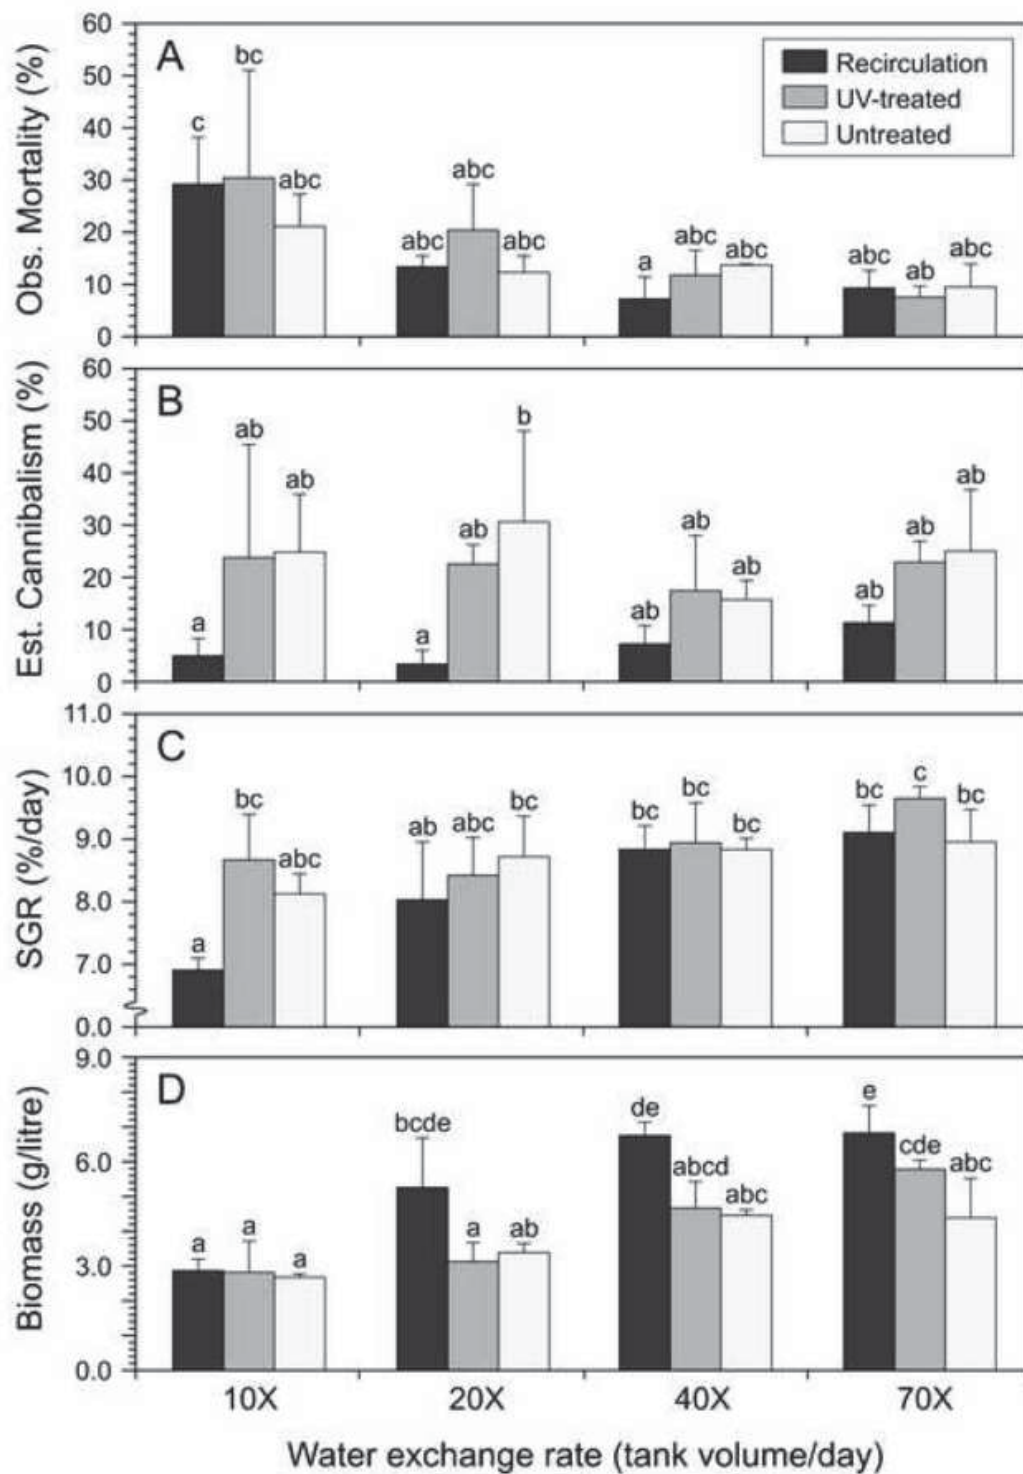 60
A
bc
Recirculation
50
UV-treated
40
c
Untreated
Obs. Mortality (%)
30
abc
abc
20
abc
abc
abc
abc
abc
abc
10
a
ab
0
60
B
50
b
ab
Est. Cannibalism (%)
40
ab
ab
ab
30
ab
ab
ab
20
ab
ab
10
a
a
ab
0
11.0
C
10.0
bc
bc
bc
bc
c
bc
SGR (%/day)
9.0
abc
ab
abc
bc
bc
8.0
7.0
a
0.0
9.0
D
e
de
bcde
cde
Biomass (g/litre)
6.0
abcd
abc
abc
a
ab
a
a
a
3.0
0.0
10X 20X 40X 70X
Water exchange rate (tank volume/day)